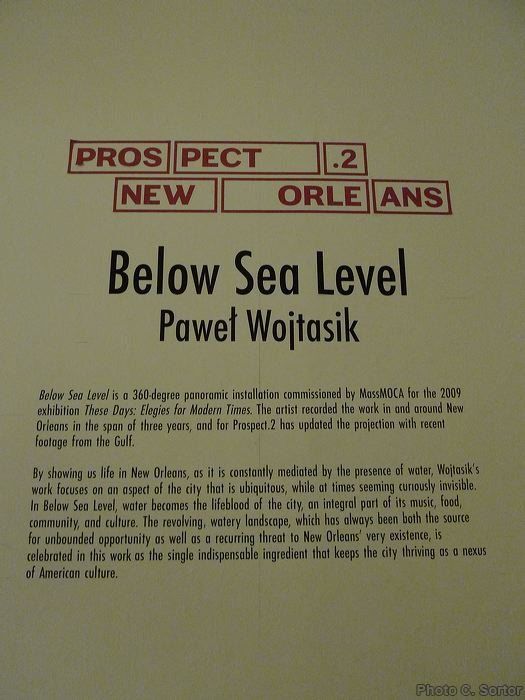 PROSPECT .2
NEW ORLEANS
Below Sea Level
Paweł Wojtasik
Below Sea Level is a 360-degree panoramic installation commissioned by MassMOCA for the 2009
exhibition These Days: Elegies for Modern Times. The artist recorded the work in and around New
Orleans in the span of three years, and for Prospect.2 has updated the projection with recent
footage from the Gulf.
By showing us life in New Orleans, as it is constantly mediated by the presence of water, Wojtasik's
work focuses on an aspect of the city that is ubiquitous, while at times seeming curiously invisible.
In Below Sea Level, water becomes the lifeblood of the city, an integral part of its music, food,
community, and culture. The revolving, watery landscape, which has always been both the source
for unbounded opportunity as well as a recurring threat to New Orleans' very existence, is
celebrated in this work as the single indispensable ingredient that keeps the city thriving as a nexus
of American culture.
Photo C. Sortor